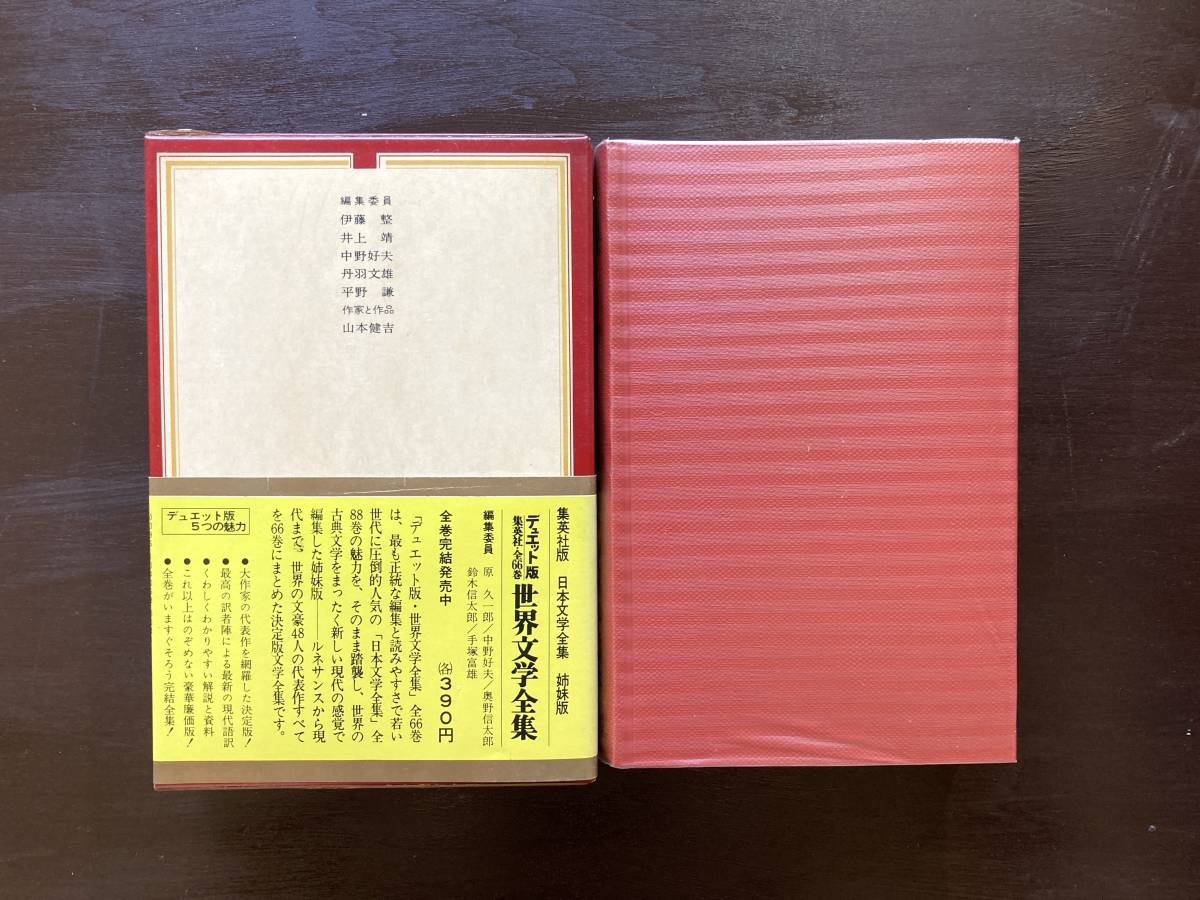 編集委員
伊藤 整
井上 靖
中野好夫
丹羽文雄
平野 謙
作家と作品
山本健吉
集英社版 日本文学全集 姉妹版
デュエット版
集英社・全66巻
世界文学全集
編集委員 原 久一郎/中野好夫/奥野信太郎
鈴木信太郎/手塚富雄
全巻完結発売中 (各)390円
「デュエット版・世界文学全集」全66巻
は、最も正統な編集と読みやすさで若い
世代に圧倒的人気の「日本文学全集」全
88巻の魅力を、そのまま踏襲し、世界の
古典文学をまったく新しい現代の感覚で
編集した姉妹版――ルネサンスから現
代まで、世界の文豪48人の代表作すべて
を66巻にまとめた決定版文学全集です。
デュエット版
5つの魅力
●大作家の代表作を網羅した決定版!
●最高の訳者陣による最新の現代語訳
●くわしくわかりやすい解説と資料
●これ以上はのぞめない豪華廉価版!
●全巻がいますぐそろう完結全集!